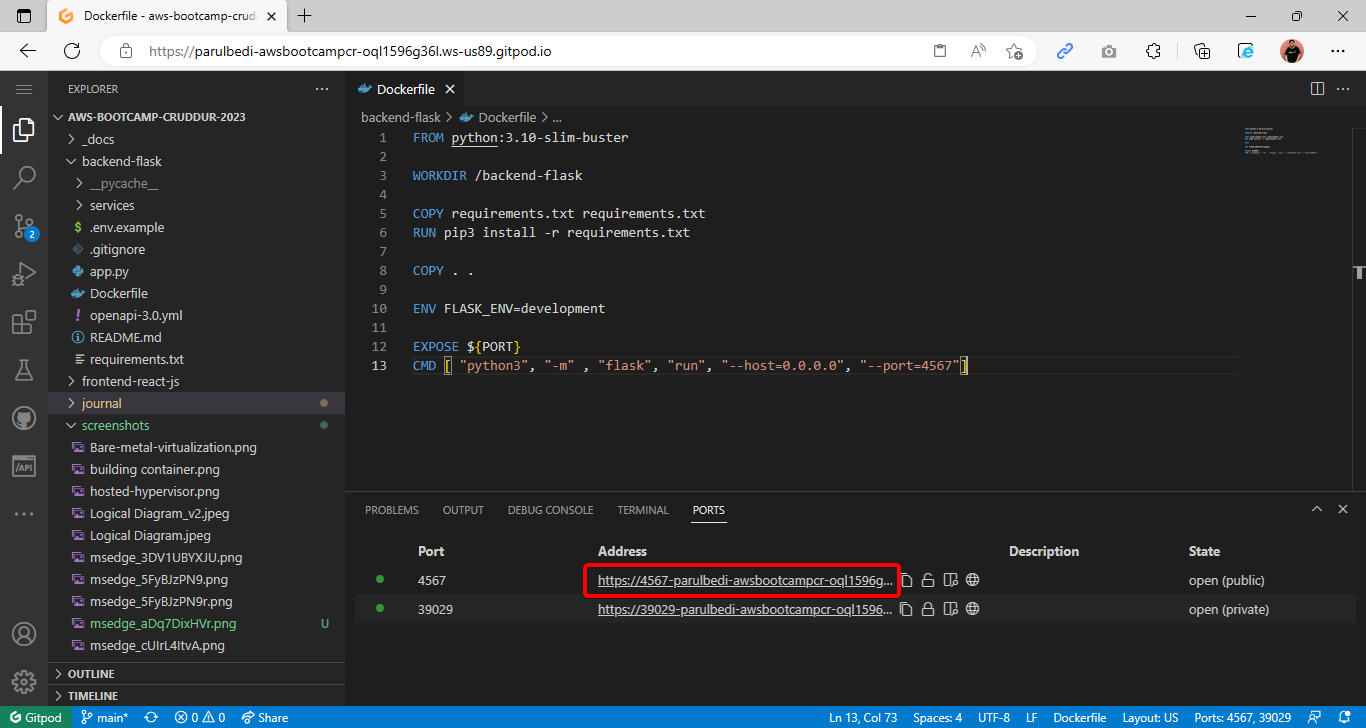 Dockerfile - aws-bootcamp-crud
https://parulbedi-awsbootcampcr-oql1596g36l.ws-us89.gitpod.io
EXPLORER
AWS-BOOTCAMP-CRUDDUR-2023
_docs
backend-flask
__pycache__
services
$ .env.example
.gitignore
app.py
Dockerfile
! openapi-3.0.yml
README.md
requirements.txt
frontend-react-js
journal
screenshots
Bare-metal-virtualization.png
building container.png
hosted-hypervisor.png
Logical Diagram_v2.jpeg
Logical Diagram.jpeg
msedge_3DV1UBYXJU.png
msedge_5FyBJzPN9.png
msedge_5FyBJzPN9r.png
msedge_aDq7DixHVr.png U
msedge_cUIrL4ItvA.png
OUTLINE
TIMELINE
2
API
Dockerfile
backend-flask > Dockerfile > ...
1 FROM python:3.10-slim-buster
2
3 WORKDIR /backend-flask
4
5 COPY requirements.txt requirements.txt
6 RUN pip3 install -r requirements.txt
7
8 COPY . .
9
10 ENV FLASK_ENV=development
11
12 EXPOSE ${PORT}
13 CMD [ "python3", "-m" , "flask", "run", "--host=0.0.0.0", "--port=4567"]
PROBLEMS OUTPUT DEBUG CONSOLE TERMINAL PORTS
Port Address Description State
4567 https://4567-parulbedi-awsbootcampcr-oql1596g... open (public)
39029 https://39029-parulbedi-awsbootcampcr-oql1596... open (private)
Gitpod main* 0 0 Share Ln 13, Col 73 Spaces: 4 UTF-8 LF Dockerfile Layout: US Ports: 4567, 39029